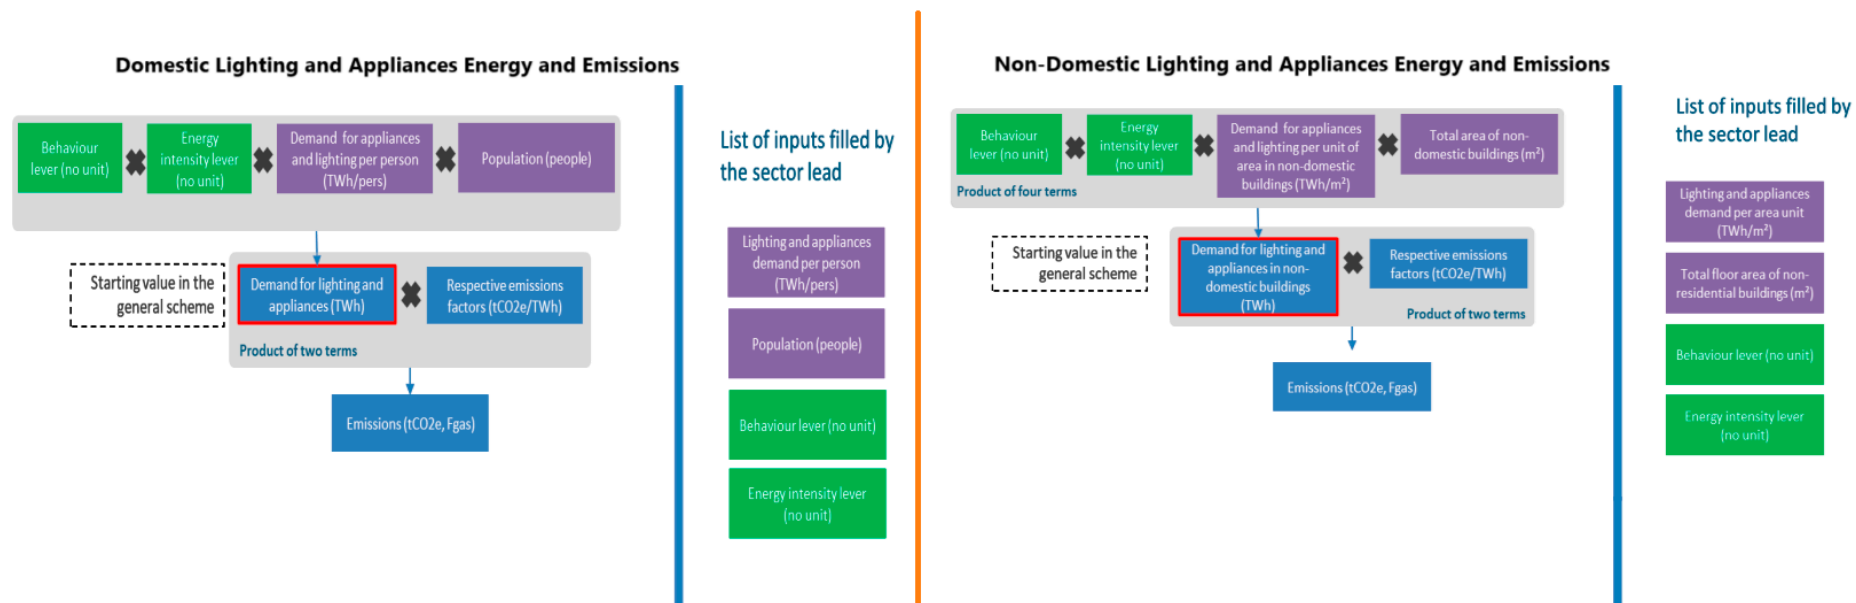 Domestic Lighting and Appliances Energy and Emissions
Behaviour
lever (no unit)
Energy
intensity lever
(no unit)
Demand for appliances
and lighting per person
(TWh/pers)
Population (people)
Starting value in the
general scheme
Demand for lighting and
appliances (TWh)
Respective emissions
factors (tCO2e/TWh)
Product of two terms
Emissions (tCO2e, Fgas)
List of inputs filled by
the sector lead
Lighting and appliances
demand per person
(TWh/pers)
Population (people)
Behaviour lever (no unit)
Energy intensity lever
(no unit)
Non-Domestic Lighting and Appliances Energy and Emissions
Behaviour
lever (no unit)
Energy
intensity lever
(no unit)
Demand for appliances
and lighting per unit of
area in non-domestic
buildings (TWh/m²)
Total area of non-
domestic buildings (m²)
Product of four terms
Starting value in the
general scheme
Demand for lighting and
appliances in non-
domestic buildings
(TWh)
Respective emissions
factors (tCO2e/TWh)
Product of two terms
Emissions (tCO2e, Fgas)
List of inputs filled by
the sector lead
Lighting and appliances
demand per area unit
(TWh/m²)
Total floor area of non-
residential buildings (m²)
Behaviour lever (no unit)
Energy intensity lever
(no unit)